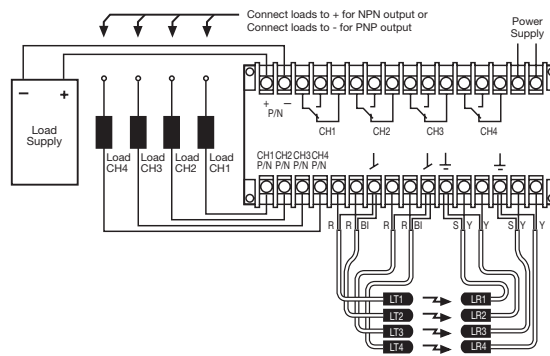 Connect loads to + for NPN output or
Connect loads to - for PNP output
Power
Supply
− +
Load
Supply
Load
CH4
Load
CH3
Load
CH2
Load
CH1
+ −
P/N
CH1
CH2
CH3
CH4
CH1 CH2 CH3 CH4
P/N P/N P/N P/N
R R Bl R R Bl S Y Y S Y Y
LT1
LT2
LT3
LT4
LR1
LR2
LR3
LR4